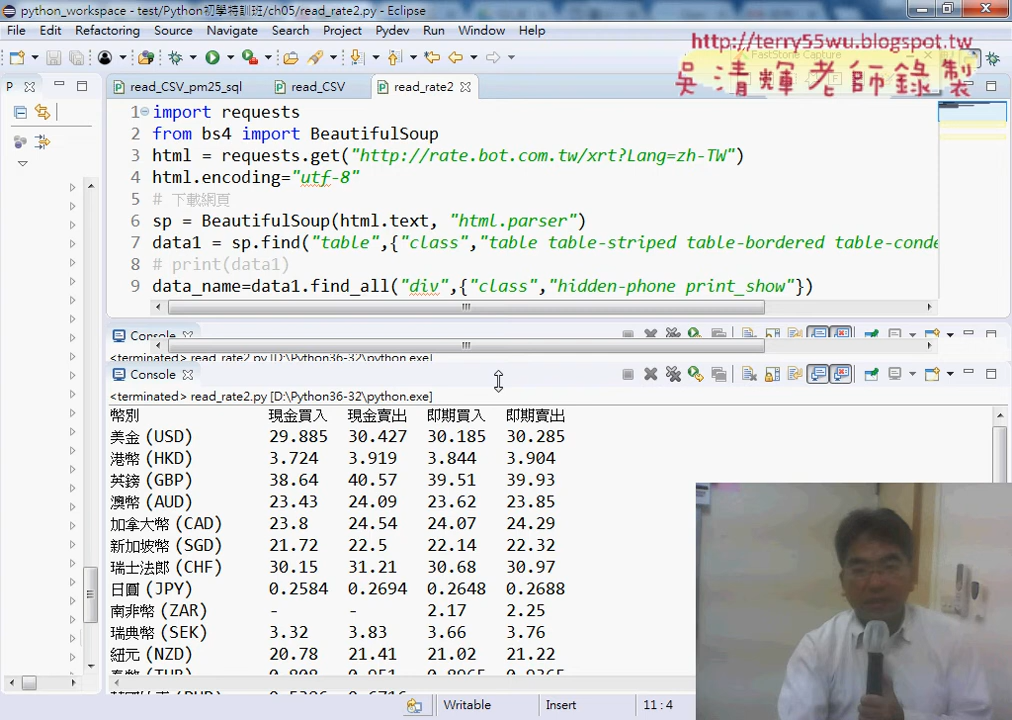 python_workspace - test/Python初學特訓班/ch05/read_rate2.py - Eclipse
File Edit Refactoring Source Navigate Search Project Pydev Run Window Help
http://terry55wu.blogspot.tw
FastStone Capture
吳清輝老師錄製
P
read_CSV_pm25_sql read_CSV read_rate2
1 import requests
2 from bs4 import BeautifulSoup
3 html = requests.get("http://rate.bot.com.tw/xrt?Lang=zh-TW")
4 html.encoding="utf-8"
5 # 下載網頁
6 sp = BeautifulSoup(html.text, "html.parser")
7 data1 = sp.find("table",{"class","table table-striped table-bordered table-conde
8 # print(data1)
9 data_name=data1.find_all("div",{"class","hidden-phone print_show"})
Console
<terminated> read_rate2.py [D:\Python36-32\python.exe]
Console
<terminated> read_rate2.py [D:\Python36-32\python.exe]
幣別 現金買入 現金賣出 即期買入 即期賣出
美金 (USD) 29.885 30.427 30.185 30.285
港幣 (HKD) 3.724 3.919 3.844 3.904
英鎊 (GBP) 38.64 40.57 39.51 39.93
澳幣 (AUD) 23.43 24.09 23.62 23.85
加拿大幣 (CAD) 23.8 24.54 24.07 24.29
新加坡幣 (SGD) 21.72 22.5 22.14 22.32
瑞士法郎 (CHF) 30.15 31.21 30.68 30.97
日圓 (JPY) 0.2584 0.2694 0.2648 0.2688
南非幣 (ZAR) - - 2.17 2.25
瑞典幣 (SEK) 3.32 3.83 3.66 3.76
紐元 (NZD) 20.78 21.41 21.02 21.22
Writable Insert 11:4